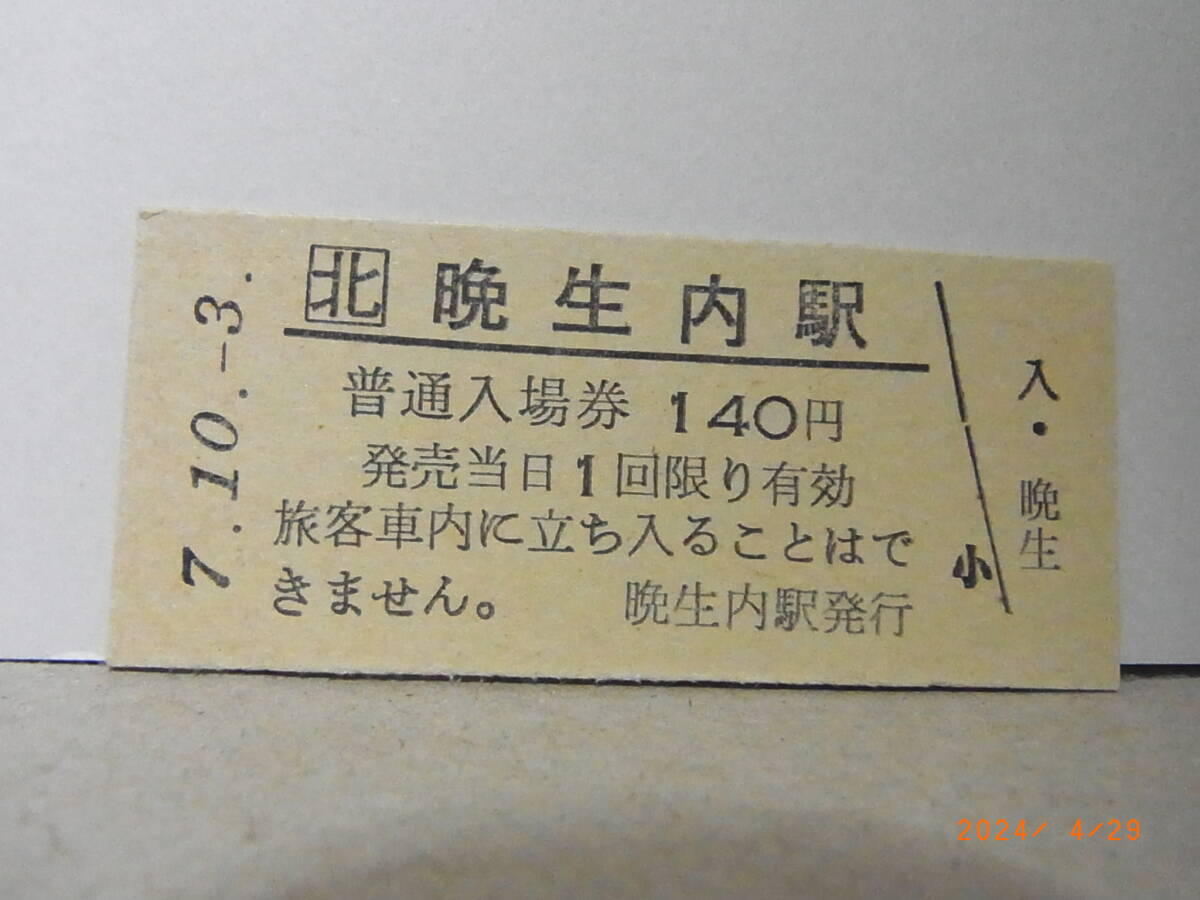 7.10.-3.
北 晩生内駅
普通入場券 140円
発売当日1回限り有効
旅客車内に立ち入ることはで
きません。 晩生内駅発行
小
入・晩生
2024/ 4/29